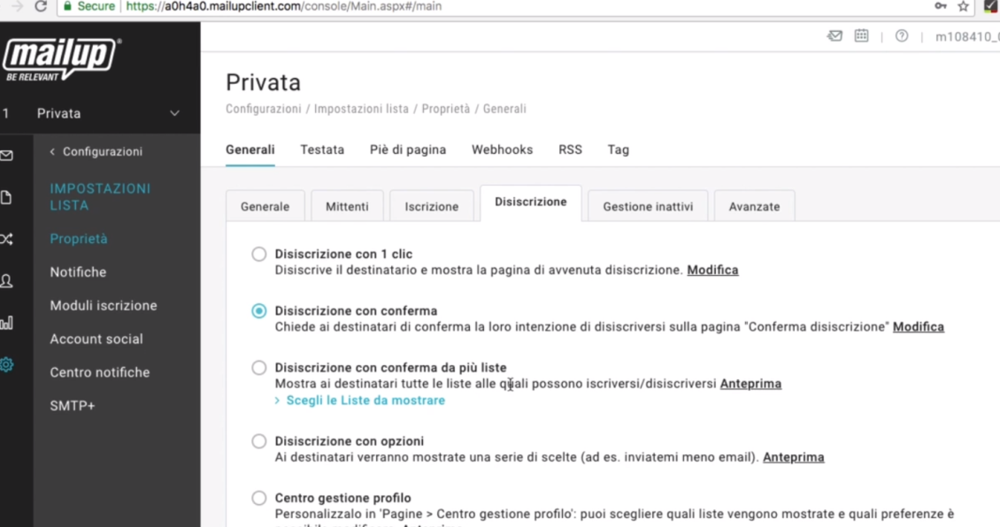 Secure https://a0h4a0.mailupclient.com/console/Main.aspx#/main
mailup®
BE RELEVANT
m108410_
1 Privata
Privata
Configurazioni / Impostazioni lista / Proprietà / Generali
< Configurazioni
IMPOSTAZIONI
LISTA
Proprietà
Notifiche
Moduli iscrizione
Account social
Centro notifiche
SMTP+
Generali Testata Piè di pagina Webhooks RSS Tag
Generale Mittenti Iscrizione Disiscrizione Gestione inattivi Avanzate
Disiscrizione con 1 clic
Disiscrive il destinatario e mostra la pagina di avvenuta disiscrizione. Modifica
Disiscrizione con conferma
Chiede ai destinatari di conferma la loro intenzione di disiscriversi sulla pagina "Conferma disiscrizione" Modifica
Disiscrizione con conferma da più liste
Mostra ai destinatari tutte le liste alle quali possono iscriversi/disiscriversi Anteprima
> Scegli le Liste da mostrare
Disiscrizione con opzioni
Ai destinatari verranno mostrate una serie di scelte (ad es. inviatemi meno email). Anteprima
Centro gestione profilo
Personalizzalo in 'Pagine > Centro gestione profilo': puoi scegliere quali liste vengono mostrate e quali preferenze è